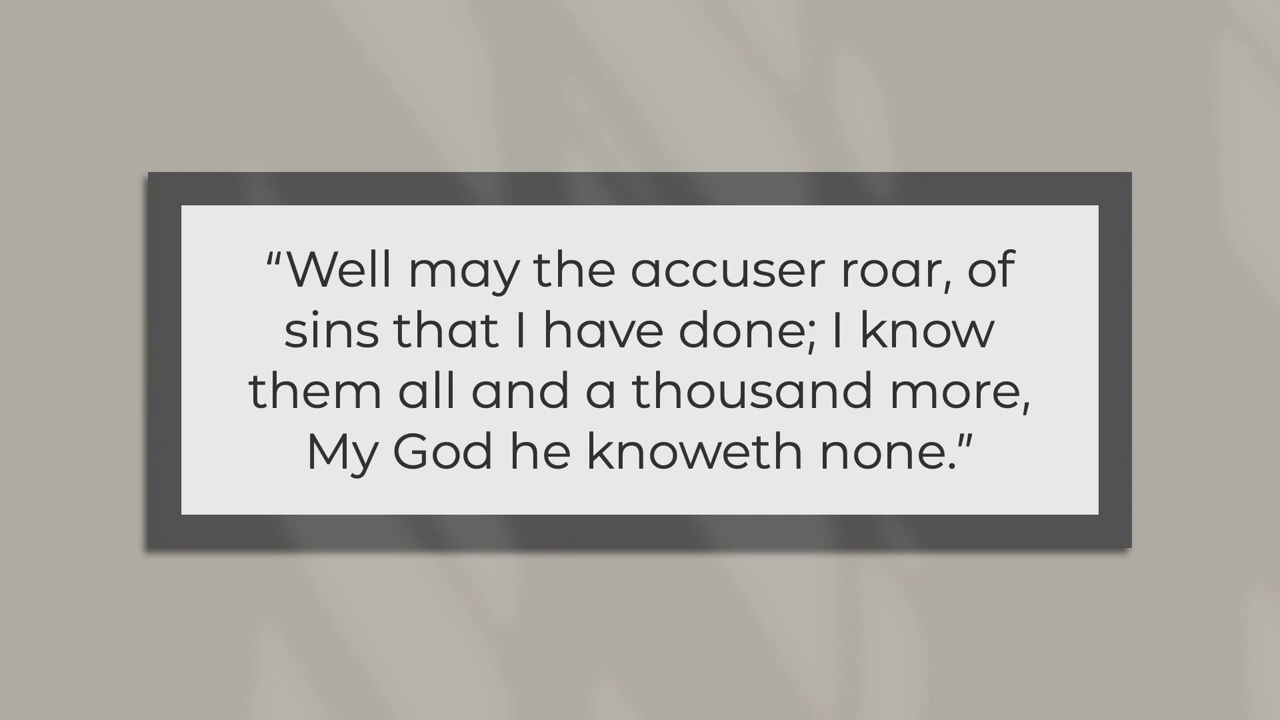 “Well may the accuser roar, of
sins that I have done; I know
them all and a thousand more,
My God he knoweth none.”